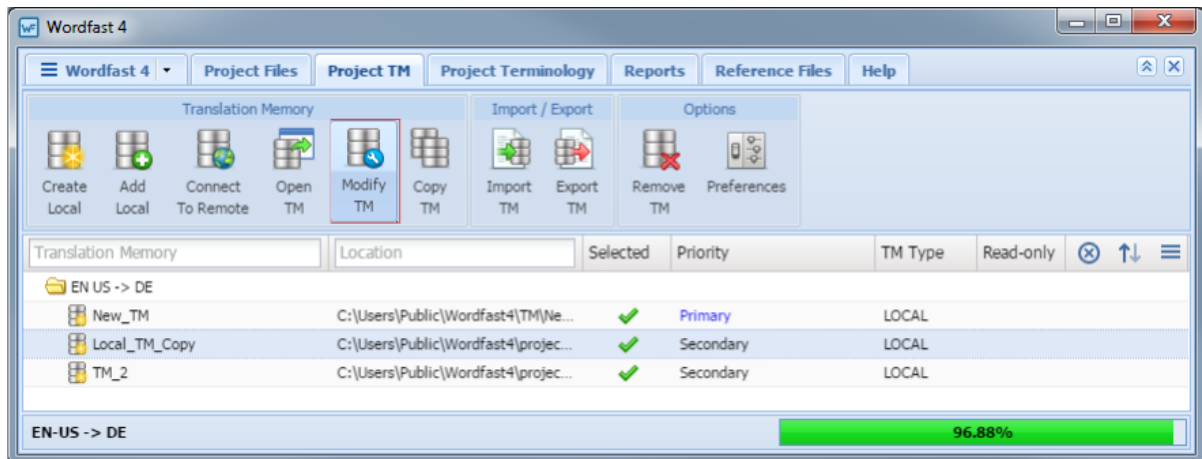 WF Wordfast 4
Wordfast 4 Project Files Project TM Project Terminology Reports Reference Files Help
Translation Memory Import / Export Options
Create Local
Add Local
Connect To Remote
Open TM
Modify TM
Copy TM
Import TM
Export TM
Remove TM
Preferences
Translation Memory Location Selected Priority TM Type Read-only
EN US -> DE
New_TM C:\Users\Public\Wordfast4\TM\Ne... Primary LOCAL
Local_TM_Copy C:\Users\Public\Wordfast4\projec... Secondary LOCAL
TM_2 C:\Users\Public\Wordfast4\projec... Secondary LOCAL
EN-US -> DE 96.88%